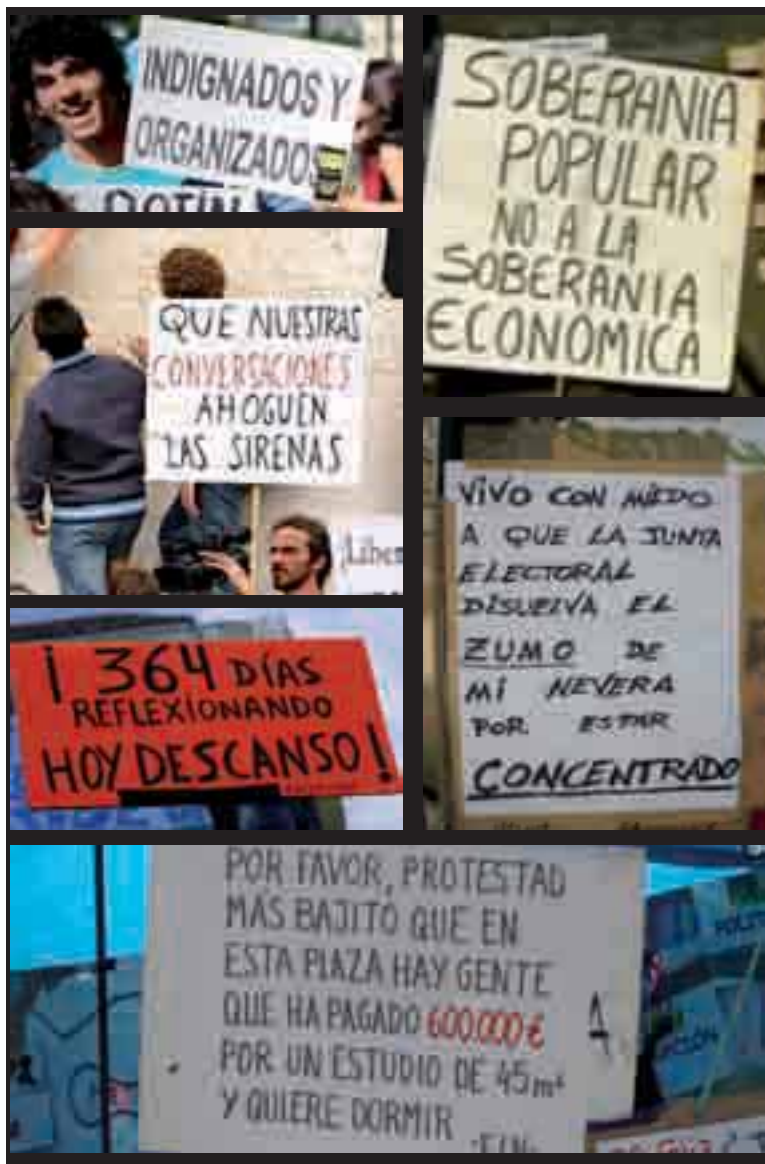 INDIGNADOS Y
ORGANIZADOS
BOTÍN
SOBERANIA
POPULAR
NO A LA
SOBERANIA
ECONOMICA
QUE NUESTRAS
CONVERSACIONES
AHOGUEN
LAS SIRENAS
¡Liber
VIVO CON MIEDO
A QUE LA JUNTA
ELECTORAL
DISUELVA EL
ZUMO DE
MI NEVERA
POR ESTAR
CONCENTRADO
¡364 DÍAS
REFLEXIONANDO
HOY DESCANSO!
POR FAVOR, PROTESTAD
MAS BAJITO QUE EN
ESTA PLAZA HAY GENTE
QUE HA PAGADO 600.000 €
POR UN ESTUDIO DE 45m²
Y QUIERE DORMIR